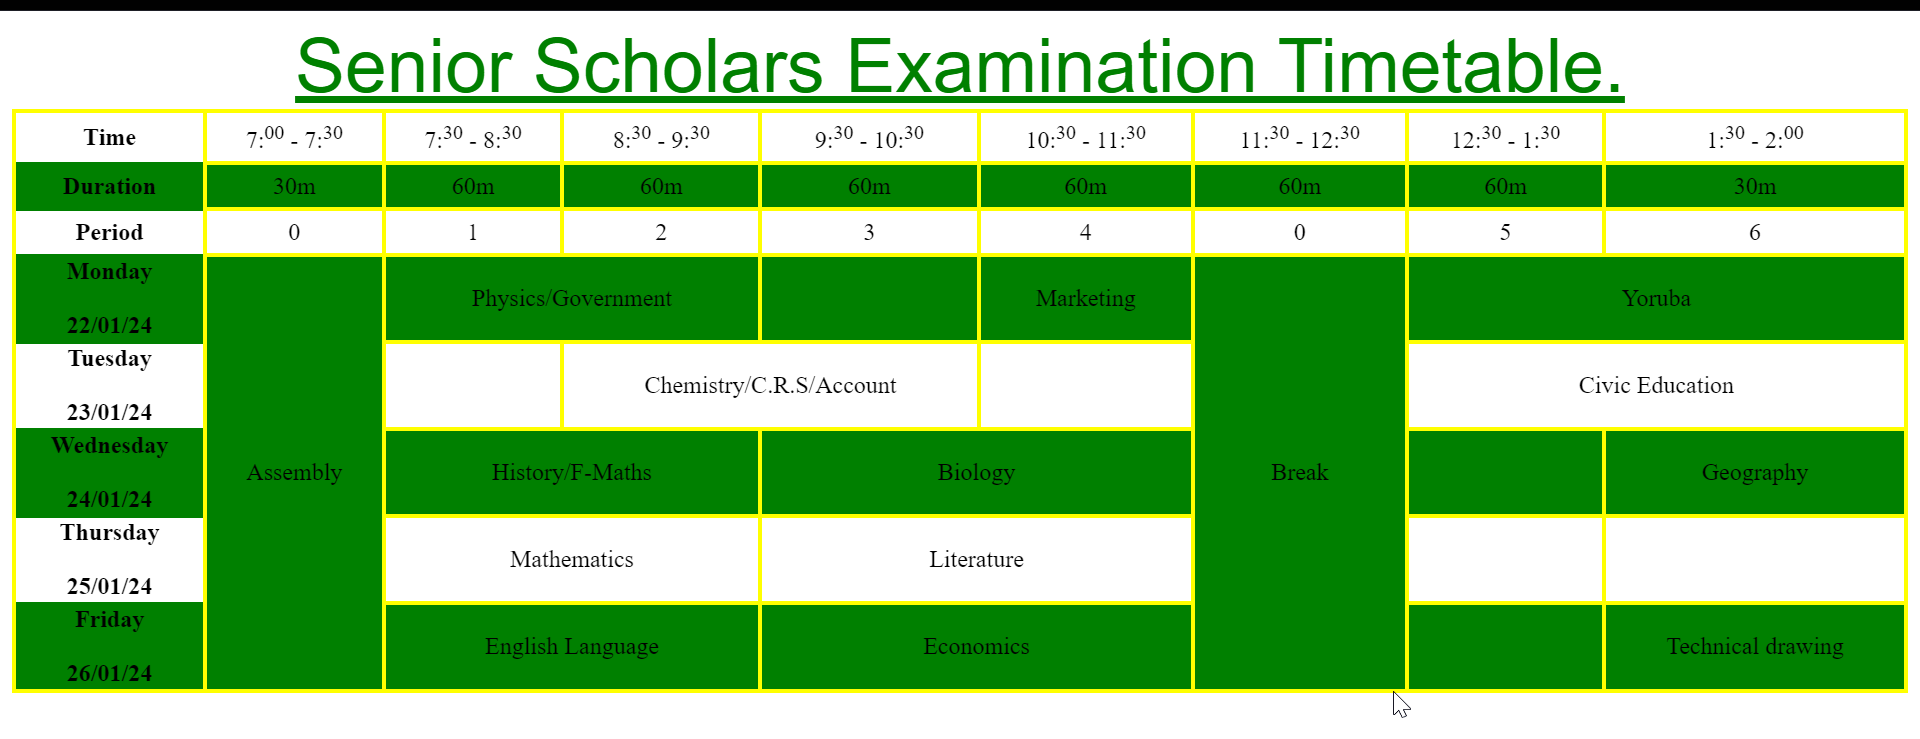 Senior Scholars Examination Timetable.
Time 7:00 - 7:30 7:30 - 8:30 8:30 - 9:30 9:30 - 10:30 10:30 - 11:30 11:30 - 12:30 12:30 - 1:30 1:30 - 2:00
Duration 30m 60m 60m 60m 60m 60m 60m 30m
Period 0 1 2 3 4 0 5 6
Monday
22/01/24
Physics/Government Marketing Yoruba
Tuesday
23/01/24
Chemistry/C.R.S/Account Civic Education
Wednesday
24/01/24
Assembly History/F-Maths Biology Break Geography
Thursday
25/01/24
Mathematics Literature
Friday
26/01/24
English Language Economics Technical drawing